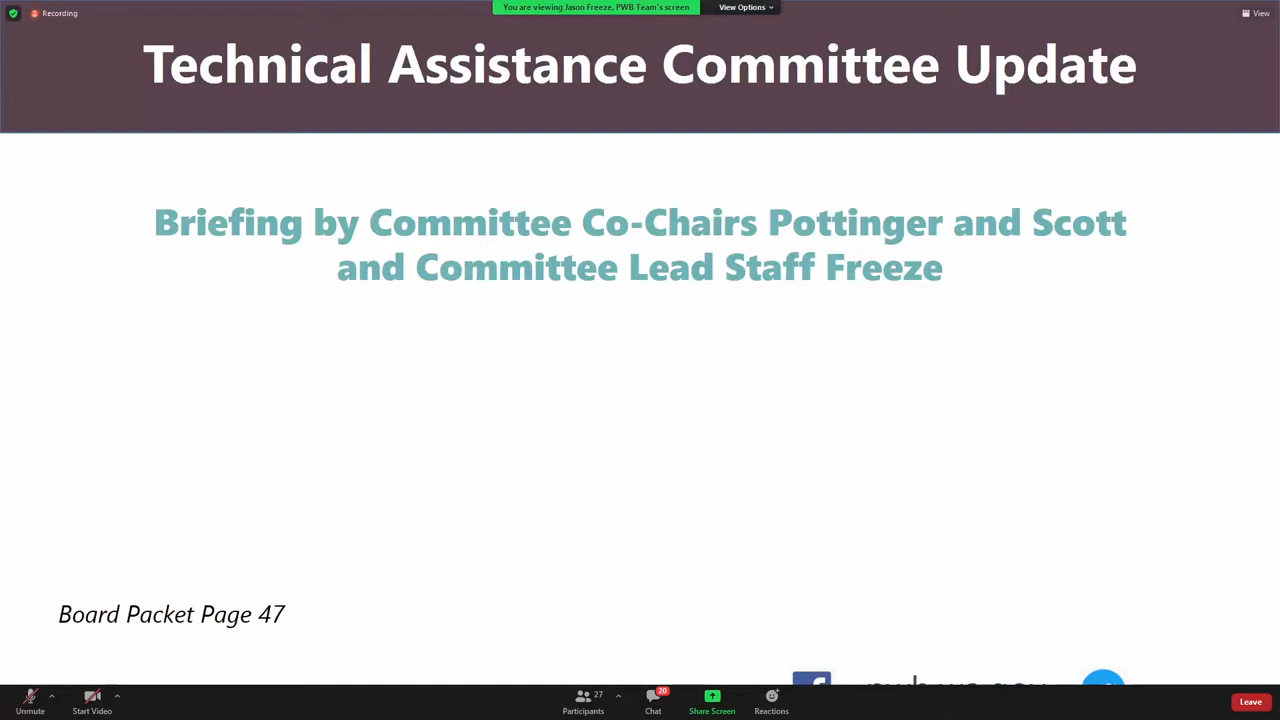 You are viewing Jason Freeze, PWB Team's screen
View Options
Recording
View
Technical Assistance Committee Update
Briefing by Committee Co-Chairs Pottinger and Scott
and Committee Lead Staff Freeze
Board Packet Page 47
27
20
Unmute
Start Video
Participants
Chat
Share Screen
Reactions
Leave